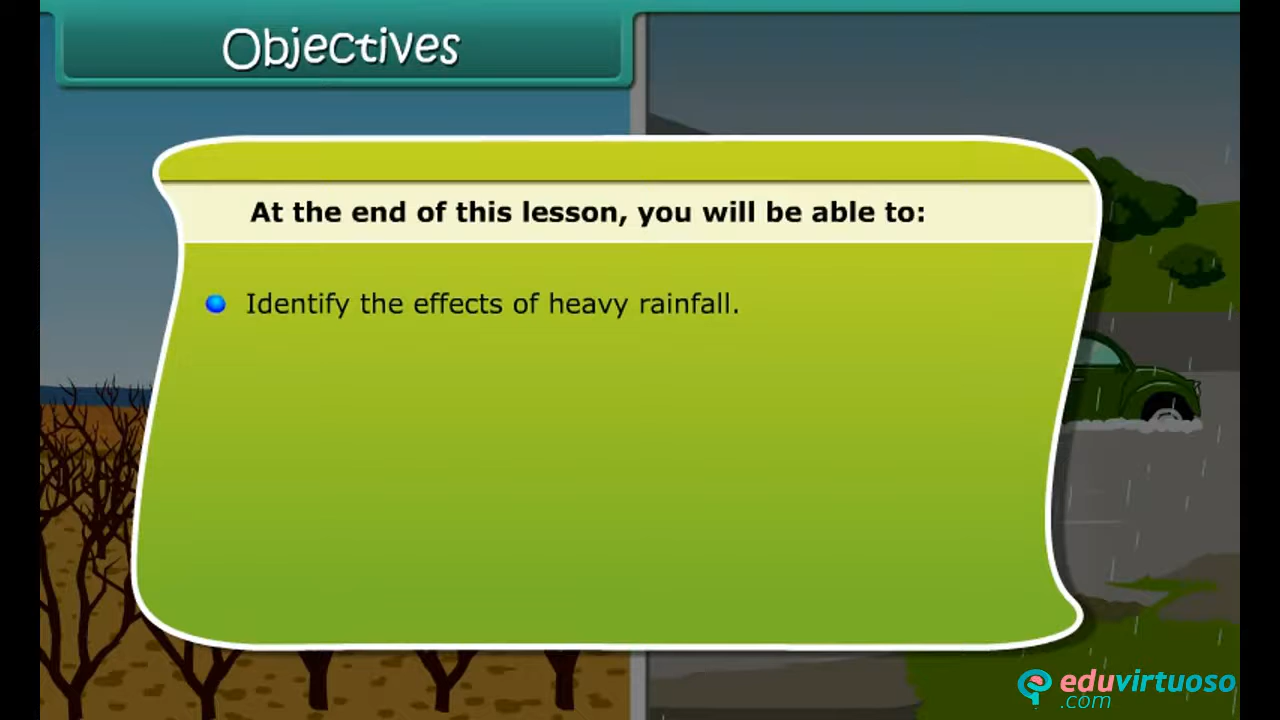 Objectives
At the end of this lesson, you will be able to:
Identify the effects of heavy rainfall.
eduvirtuoso
.com